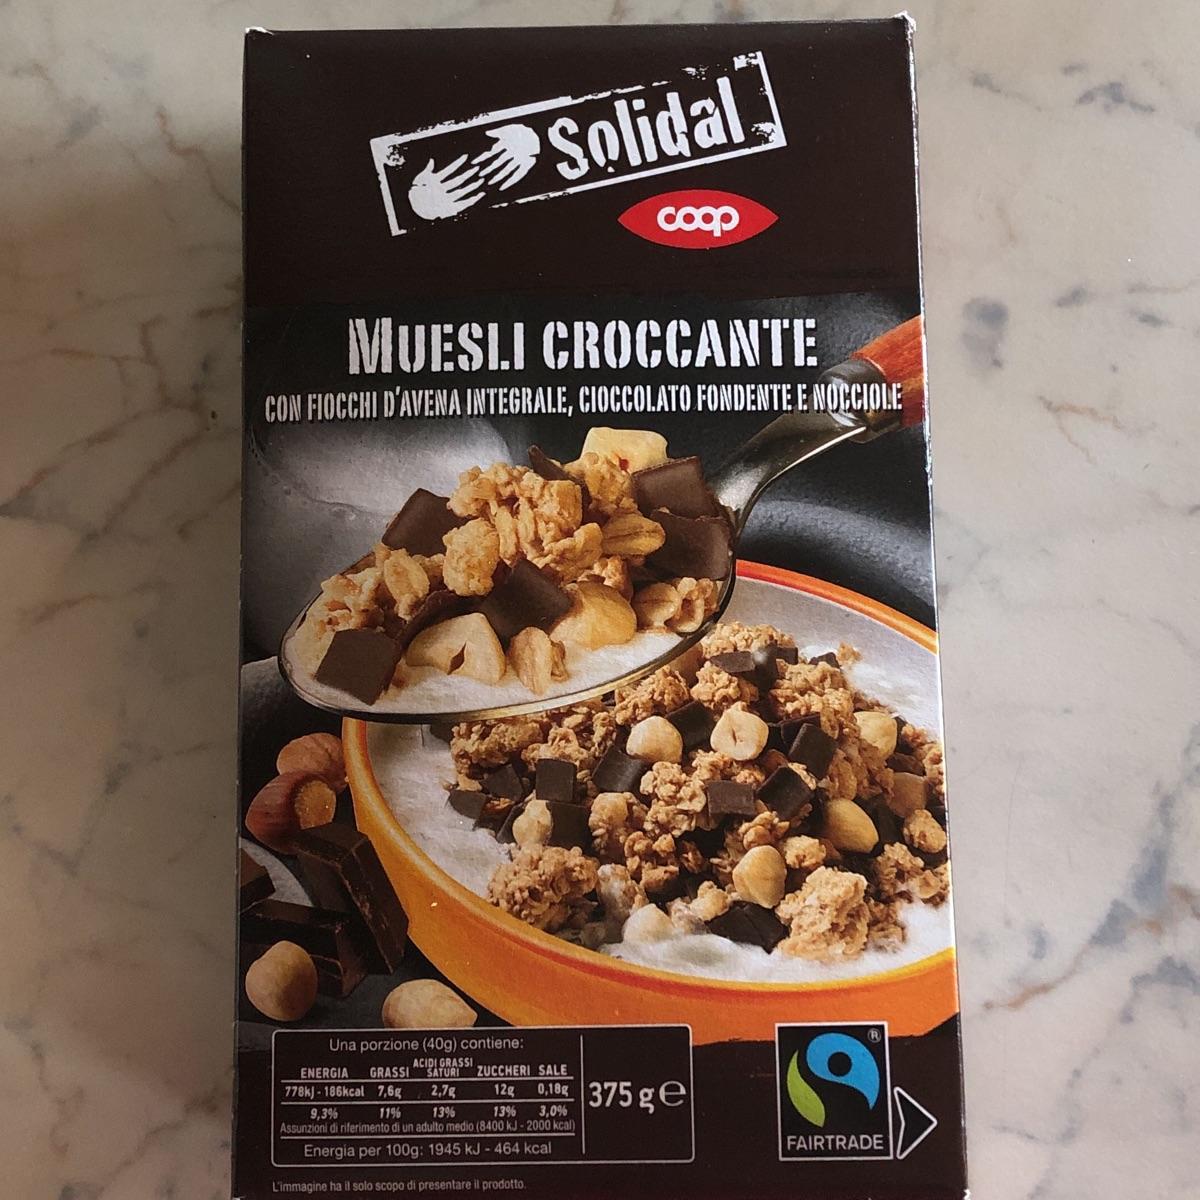 Solidal
coop
MUESLI CROCCANTE
CON FIOCCHI D'AVENA INTEGRALE, CIOCCOLATO FONDENTE E NOCCIOLE
Una porzione (40g) contiene:
ENERGIA GRASSI ACIDI GRASSI SATURI ZUCCHERI SALE
778kj - 186kcal 7,6g 2,7g 12g 0,18g
9,3% 11% 13% 13% 3,0%
Assunzioni di riferimento di un adulto medio (8400 kJ - 2000 kcal)
Energia per 100g: 1945 kJ - 464 kcal
375 g e
®
FAIRTRADE
L'immagine ha il solo scopo di presentare il prodotto.